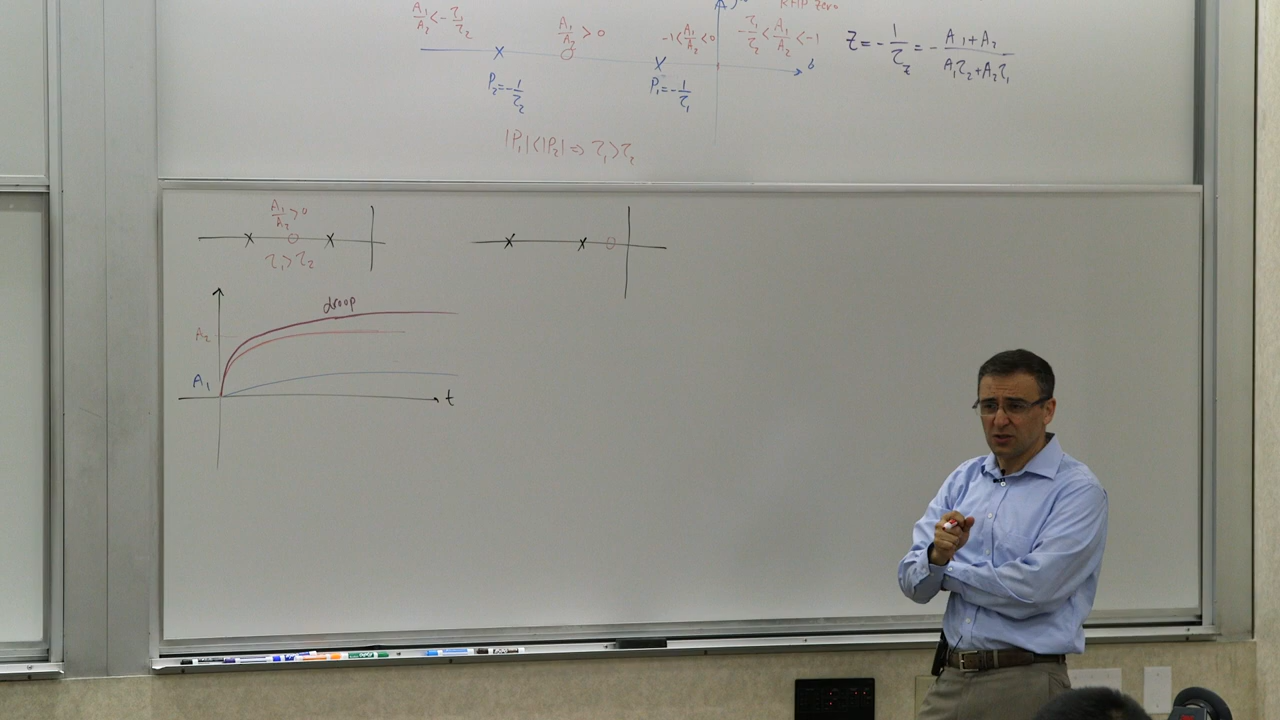 RHP Zero
A₁/A₂ < -τ₁/τ₂
A₁/A₂ > 0
-1 < A₁/A₂ < 0
-τ₁/τ₂ < A₁/A₂ < -1
Z = -1/τ_z = -(A₁+A₂)/(A₁τ₂+A₂τ₁)
P₂=-1/τ₂
P₁=-1/τ₁
|P₁|<|P₂| ⇒ τ₁>τ₂
A₁/A₂ > 0
τ₁>τ₂
droop
A₂
A₁
t